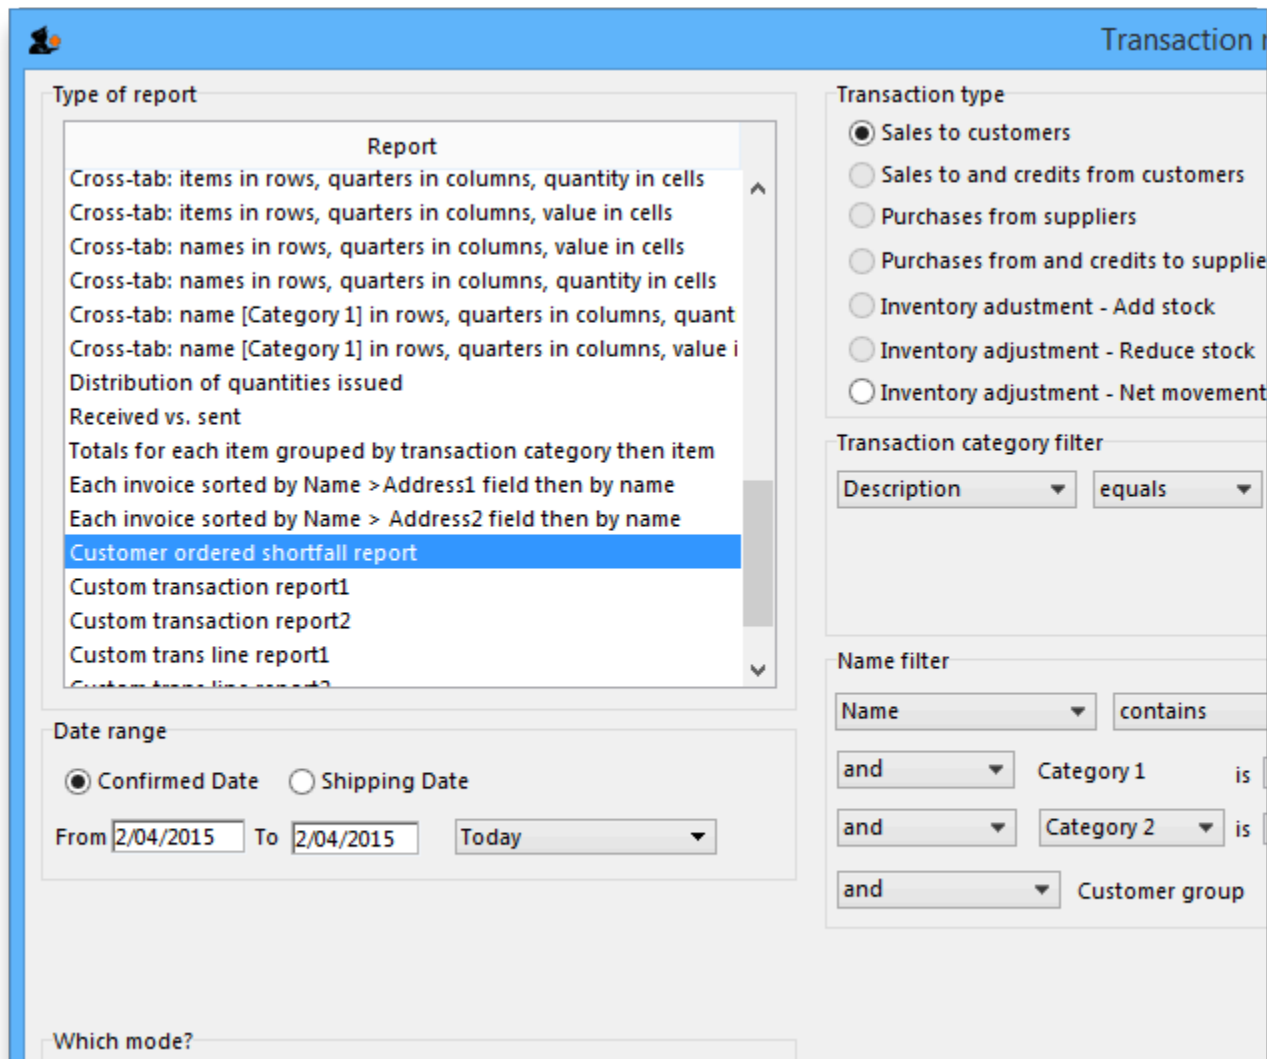 Transaction
Type of report
Report
Cross-tab: items in rows, quarters in columns, quantity in cells
Cross-tab: items in rows, quarters in columns, value in cells
Cross-tab: names in rows, quarters in columns, value in cells
Cross-tab: names in rows, quarters in columns, quantity in cells
Cross-tab: name [Category 1] in rows, quarters in columns, quant
Cross-tab: name [Category 1] in rows, quarters in columns, value i
Distribution of quantities issued
Received vs. sent
Totals for each item grouped by transaction category then item
Each invoice sorted by Name >Address1 field then by name
Each invoice sorted by Name > Address2 field then by name
Customer ordered shortfall report
Custom transaction report1
Custom transaction report2
Custom trans line report1
Custom trans line report2
Date range
Confirmed Date Shipping Date
From 2/04/2015 To 2/04/2015 Today
Which mode?
Transaction type
Sales to customers
Sales to and credits from customers
Purchases from suppliers
Purchases from and credits to supplie
Inventory adustment - Add stock
Inventory adjustment - Reduce stock
Inventory adjustment - Net movement
Transaction category filter
Description equals
Name filter
Name contains
and Category 1 is
and Category 2 is
and Customer group